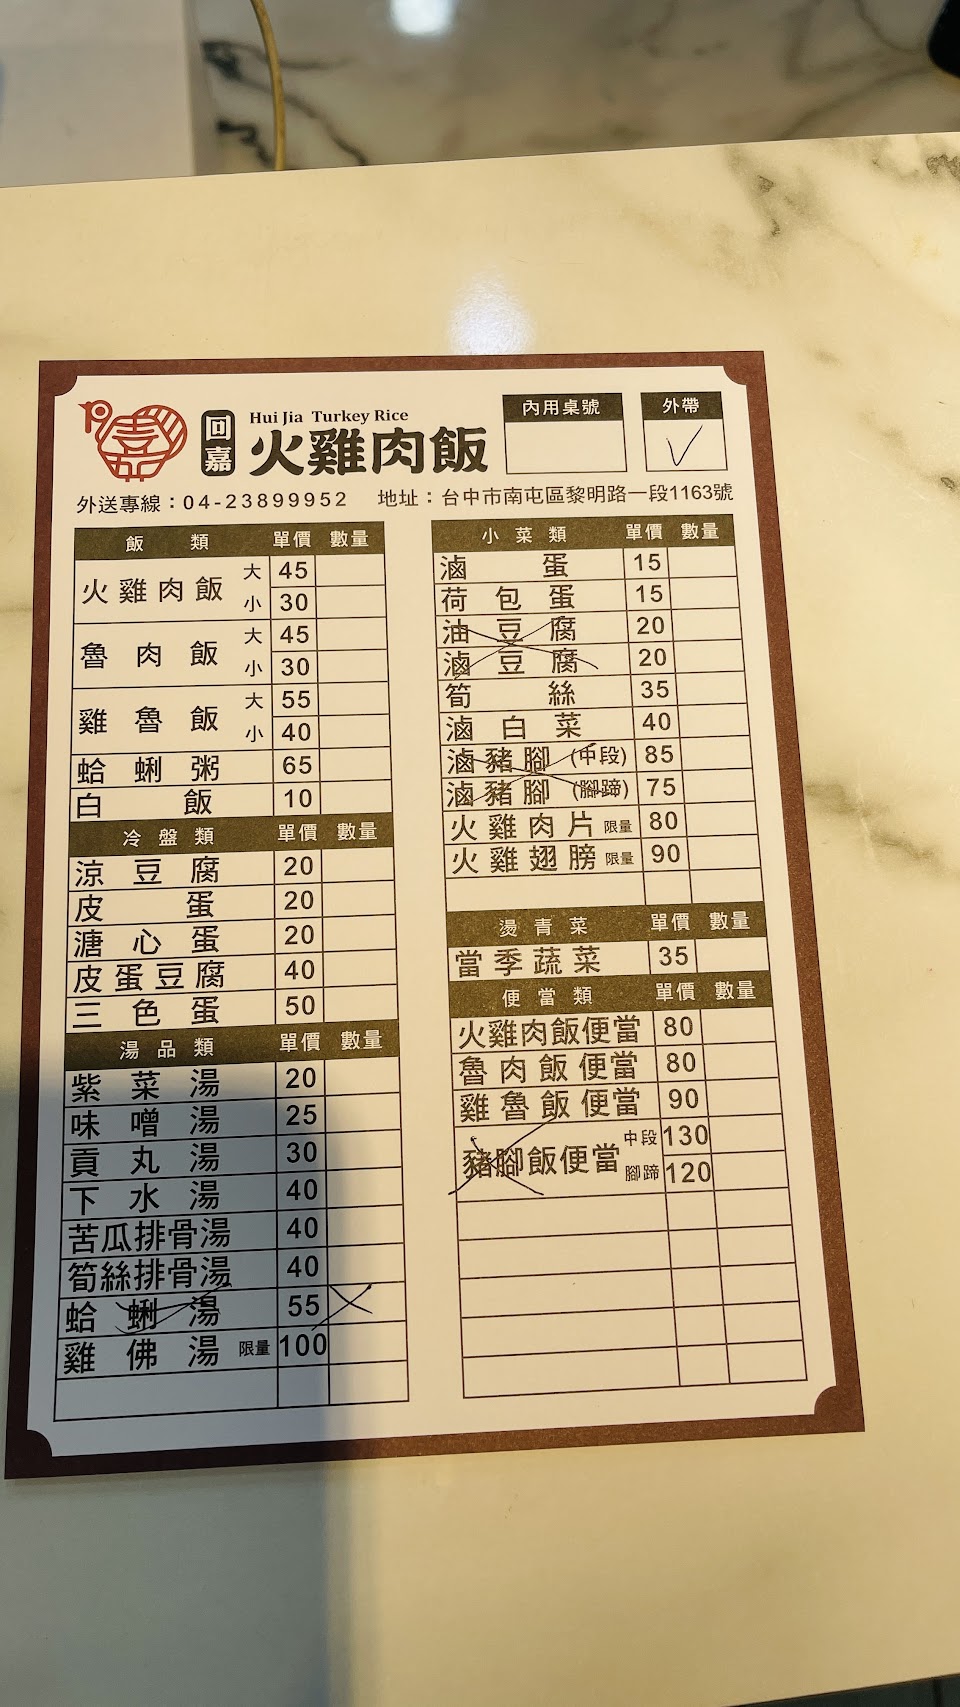 Hui Jia Turkey Rice
回嘉 火雞肉飯
內用桌號
外帶
✓
外送專線：04-23899952 地址：台中市南屯區黎明路一段1163號
飯類 單價 數量
火雞肉飯 大 45
小 30
魯肉飯 大 45
小 30
雞魯飯 大 55
小 40
蛤蜊粥 65
白飯 10
冷盤類 單價 數量
涼豆腐 20
皮蛋 20
溏心蛋 20
皮蛋豆腐 40
三色蛋 50
湯品類 單價 數量
紫菜湯 20
味噌湯 25
貢丸湯 30
下水湯 40
苦瓜排骨湯 40
筍絲排骨湯 40
蛤蜊湯 55
雞佛湯 限量 100
小菜類 單價 數量
滷蛋 15
荷包蛋 15
油豆腐 20
滷豆腐 20
筍絲 35
滷白菜 40
滷豬腳 (中段) 85
滷豬腳 (腳蹄) 75
火雞肉片 限量 80
火雞翅膀 限量 90
燙青菜 單價 數量
當季蔬菜 35
便當類 單價 數量
火雞肉飯便當 80
魯肉飯便當 80
雞魯飯便當 90
豬腳飯便當 中段 130
腳蹄 120